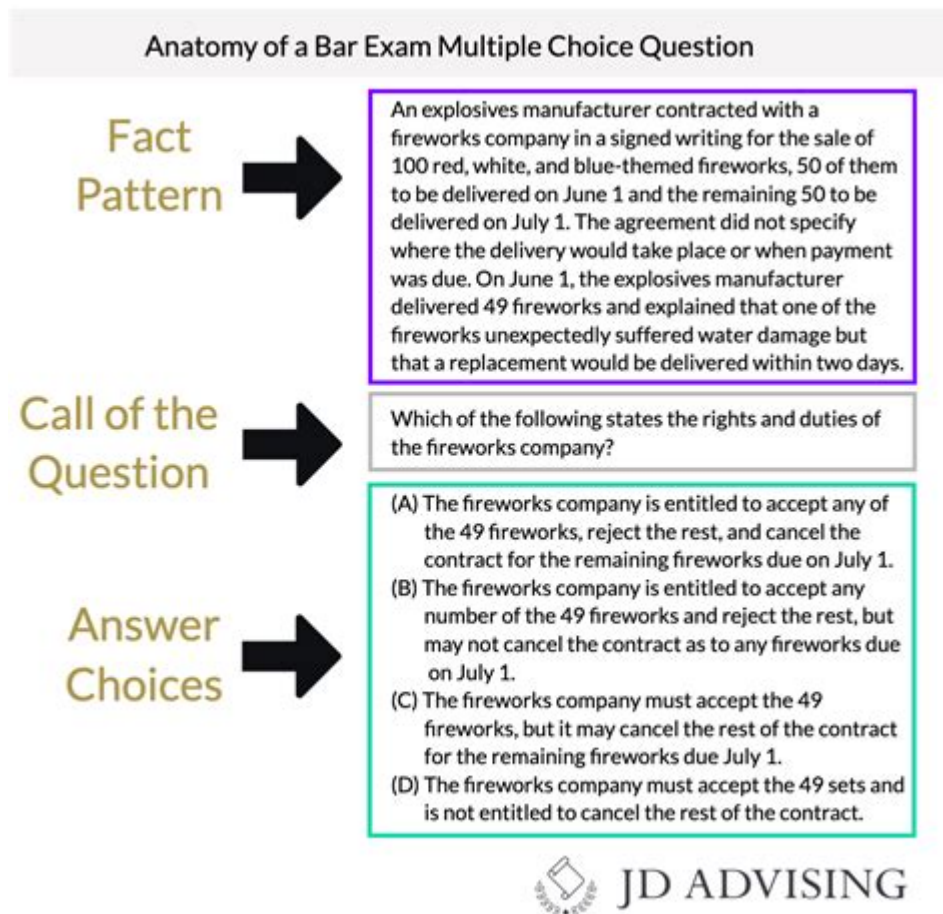 Anatomy of a Bar Exam Multiple Choice Question
Fact
Pattern
An explosives manufacturer contracted with a
fireworks company in a signed writing for the sale of
100 red, white, and blue-themed fireworks, 50 of them
to be delivered on June 1 and the remaining 50 to be
delivered on July 1. The agreement did not specify
where the delivery would take place or when payment
was due. On June 1, the explosives manufacturer
delivered 49 fireworks and explained that one of the
fireworks unexpectedly suffered water damage but
that a replacement would be delivered within two days.
Call of the
Question
Which of the following states the rights and duties of
the fireworks company?
Answer
Choices
(A) The fireworks company is entitled to accept any of
the 49 fireworks, reject the rest, and cancel the
contract for the remaining fireworks due on July 1.
(B) The fireworks company is entitled to accept any
number of the 49 fireworks and reject the rest, but
may not cancel the contract as to any fireworks due
on July 1.
(C) The fireworks company must accept the 49
fireworks, but it may cancel the rest of the contract
for the remaining fireworks due July 1.
(D) The fireworks company must accept the 49 sets and
is not entitled to cancel the rest of the contract.
JD ADVISING